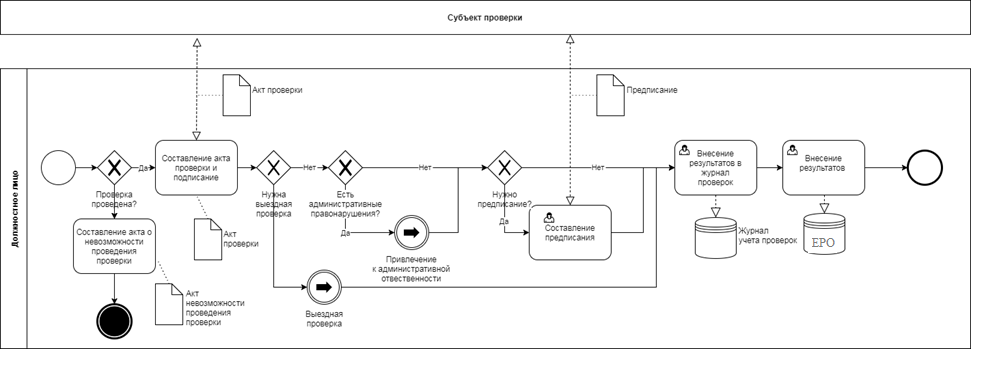 Субъект проверки
Должностное лицо
Акт проверки
Предписание
Проверка
проведена?
Да
Составление акта
проверки и
подписание
Нужна
выездная
проверка
Нет
Есть
административные
правонарушения?
Нет
Да
Нужно
предписание?
Нет
Да
Составление
предписания
Внесение
результатов в
журнал
проверок
Внесение
результатов
Составление акта о
невозможности
проведения
проверки
Акт
проверки
Привлечение
к административной
отвественности
Журнал
учета проверок
ЕРО
Акт
невозможности
проведения
проверки
Выездная
проверка